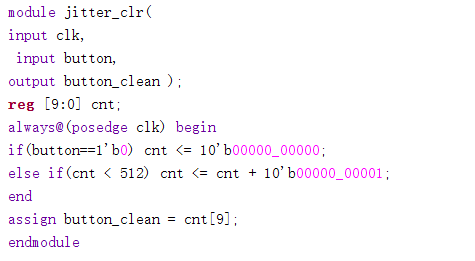 module jitter_clr(
input clk,
input button,
output button_clean );
reg [9:0] cnt;
always@(posedge clk) begin
if(button==1'b0) cnt <= 10'b00000_00000;
else if(cnt < 512) cnt <= cnt + 10'b00000_00001;
end
assign button_clean = cnt[9];
endmodule